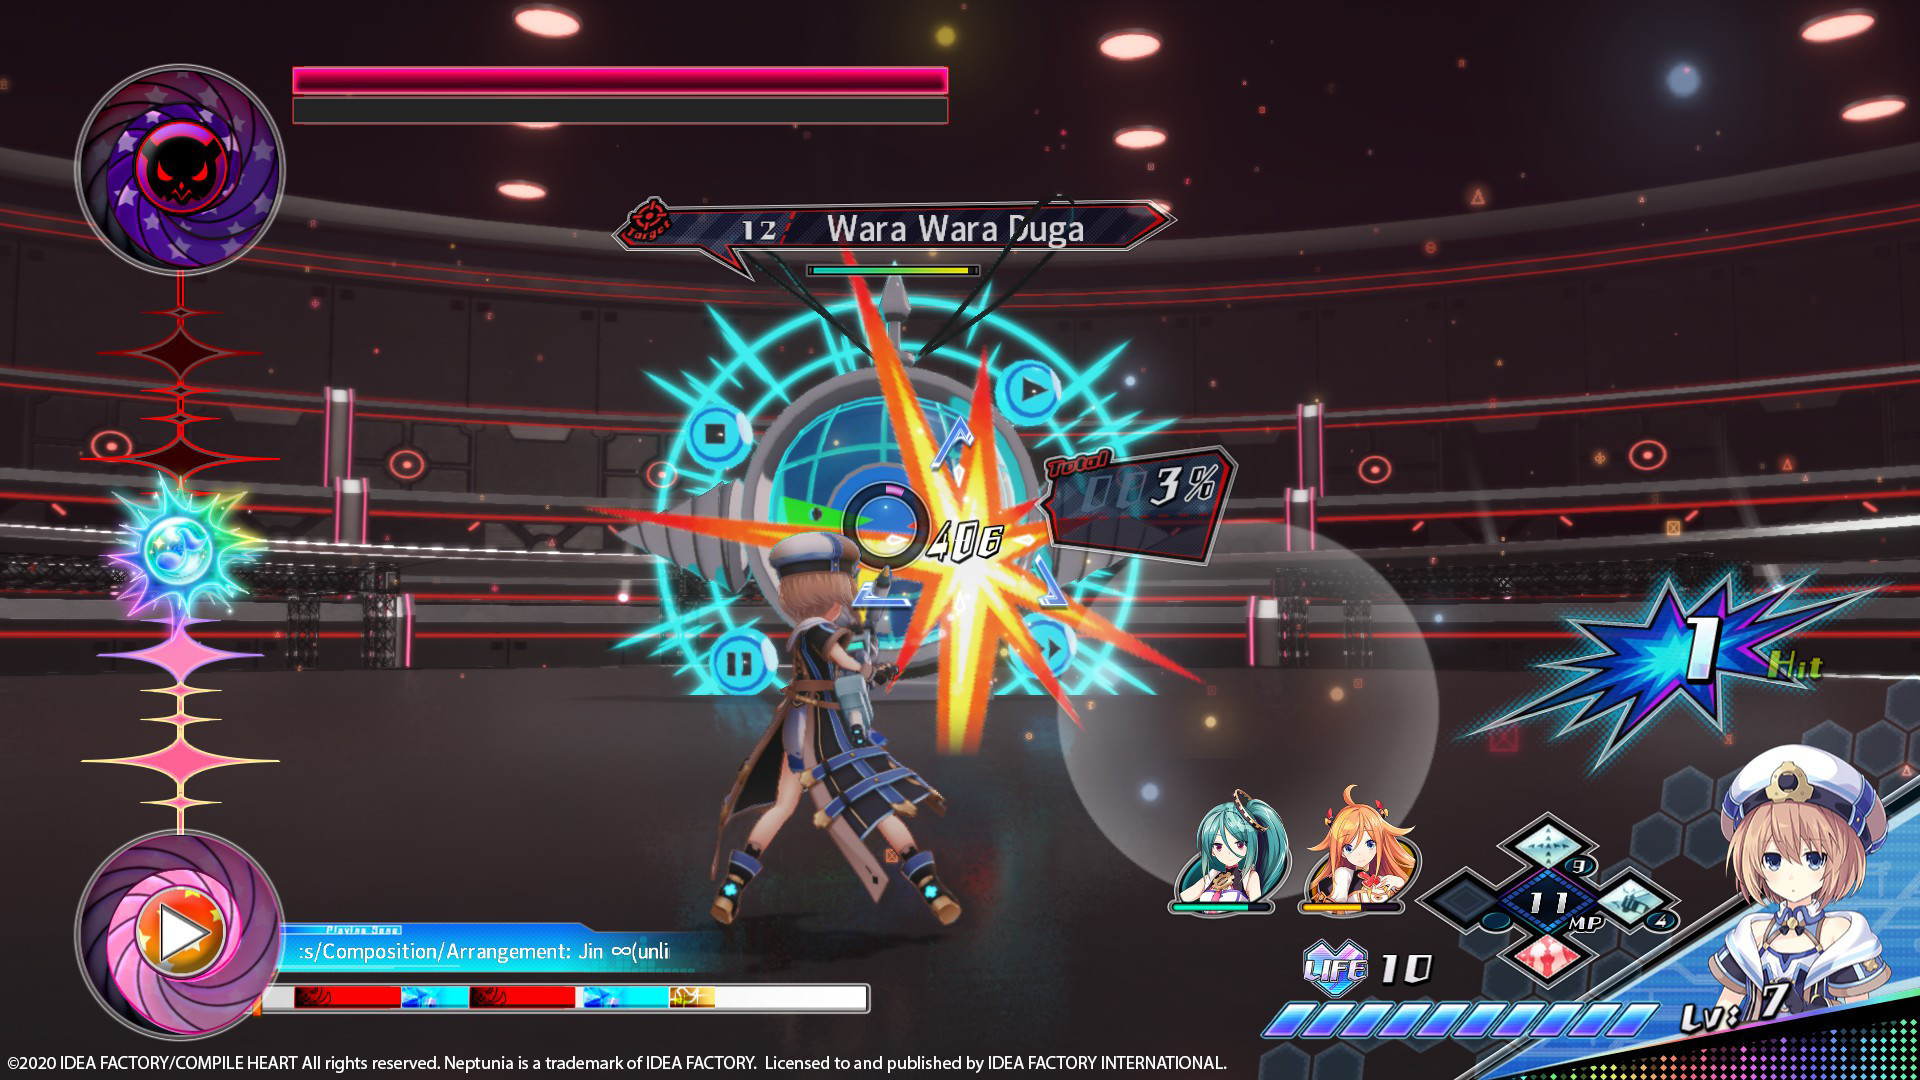 Target
12 Wara Wara Duga
Total
003%
406
1 Hit
Playing Song
:s/Composition/Arrangement: Jin ∞(unli
9
11 MP
4
LIFE 10
Lv: 7
©2020 IDEA FACTORY/COMPILE HEART All rights reserved. Neptunia is a trademark of IDEA FACTORY. Licensed to and published by IDEA FACTORY INTERNATIONAL.